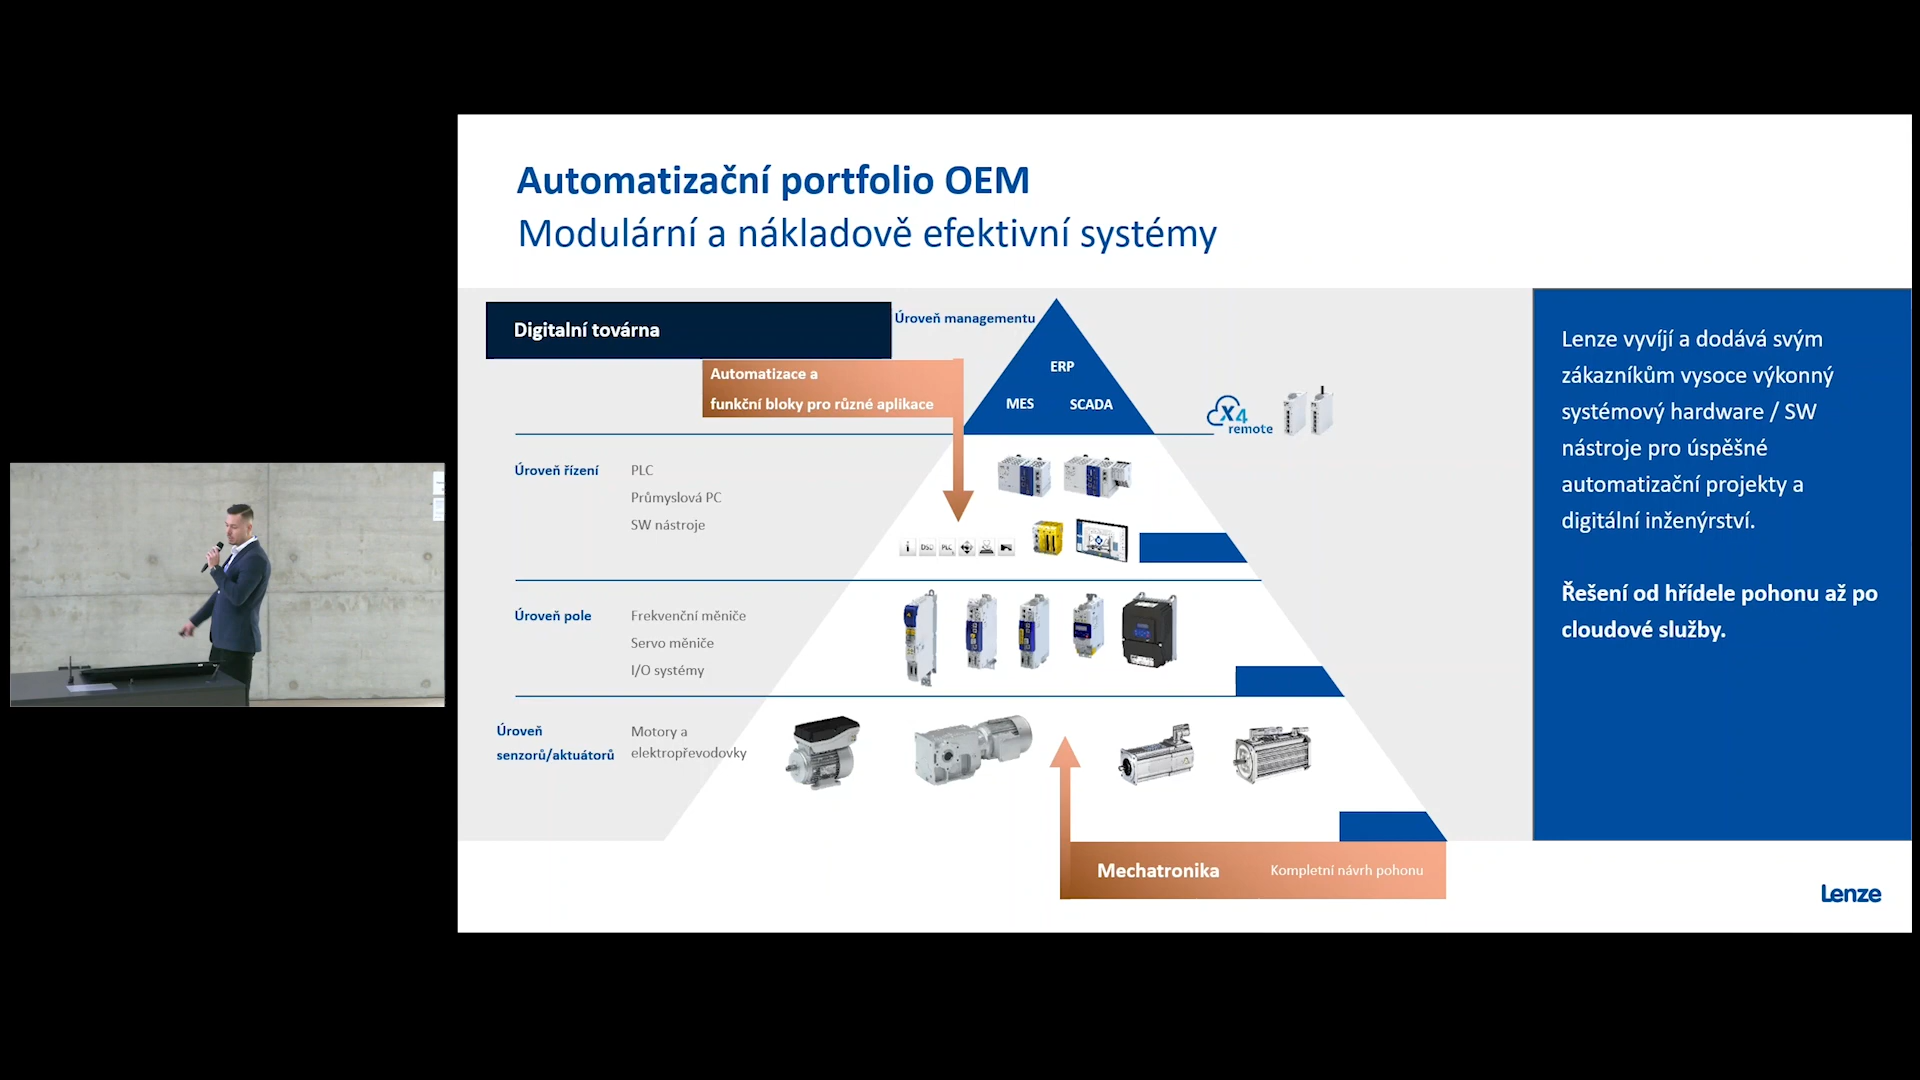 Automatizační portfolio OEM
Modulární a nákladově efektivní systémy
Digitalní továrna
Úroveň managementu
Automatizace a
funkční bloky pro různé aplikace
ERP
MES SCADA
X4
remote
Úroveň řízení
PLC
Průmyslová PC
SW nástroje
Úroveň pole
Frekvenční měniče
Servo měniče
I/O systémy
Úroveň
senzorů/aktuátorů
Motory a
elektropřevodovky
Mechatronika
Kompletní návrh pohonu
Lenze vyvíjí a dodává svým
zákazníkům vysoce výkonný
systémový hardware / SW
nástroje pro úspěšné
automatizační projekty a
digitální inženýrství.
Řešení od hřídele pohonu až po
cloudové služby.
Lenze